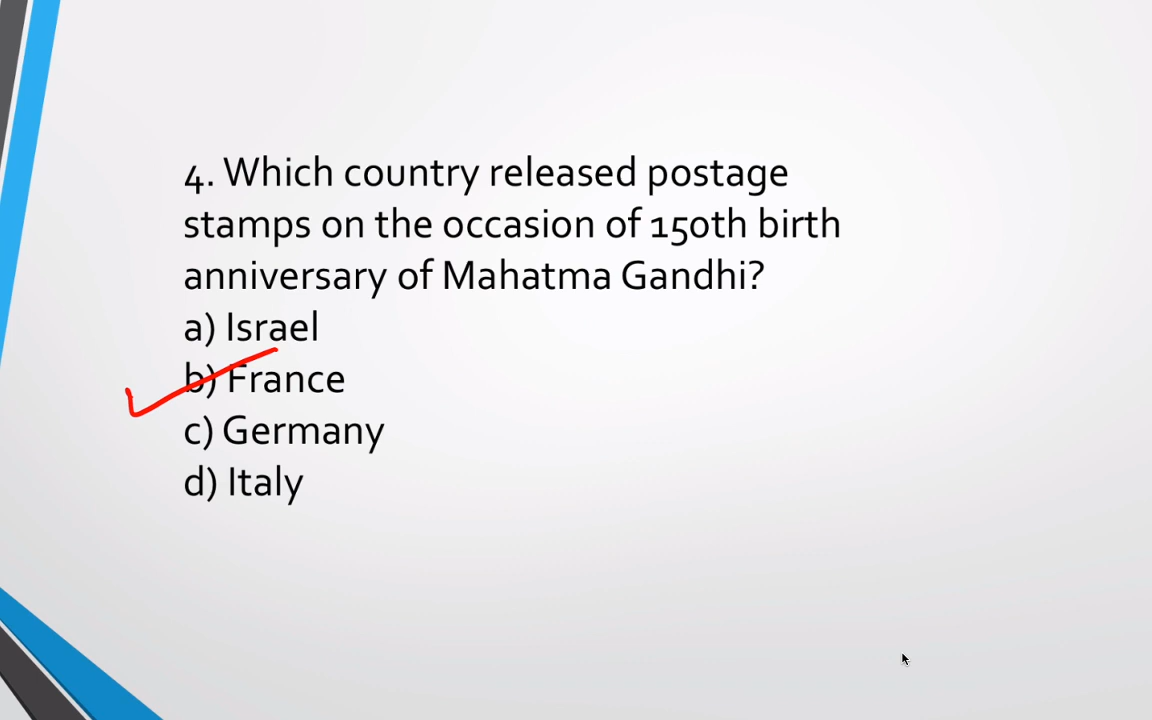 4. Which country released postage
stamps on the occasion of 150th birth
anniversary of Mahatma Gandhi?
a) Israel
b) France
c) Germany
d) Italy